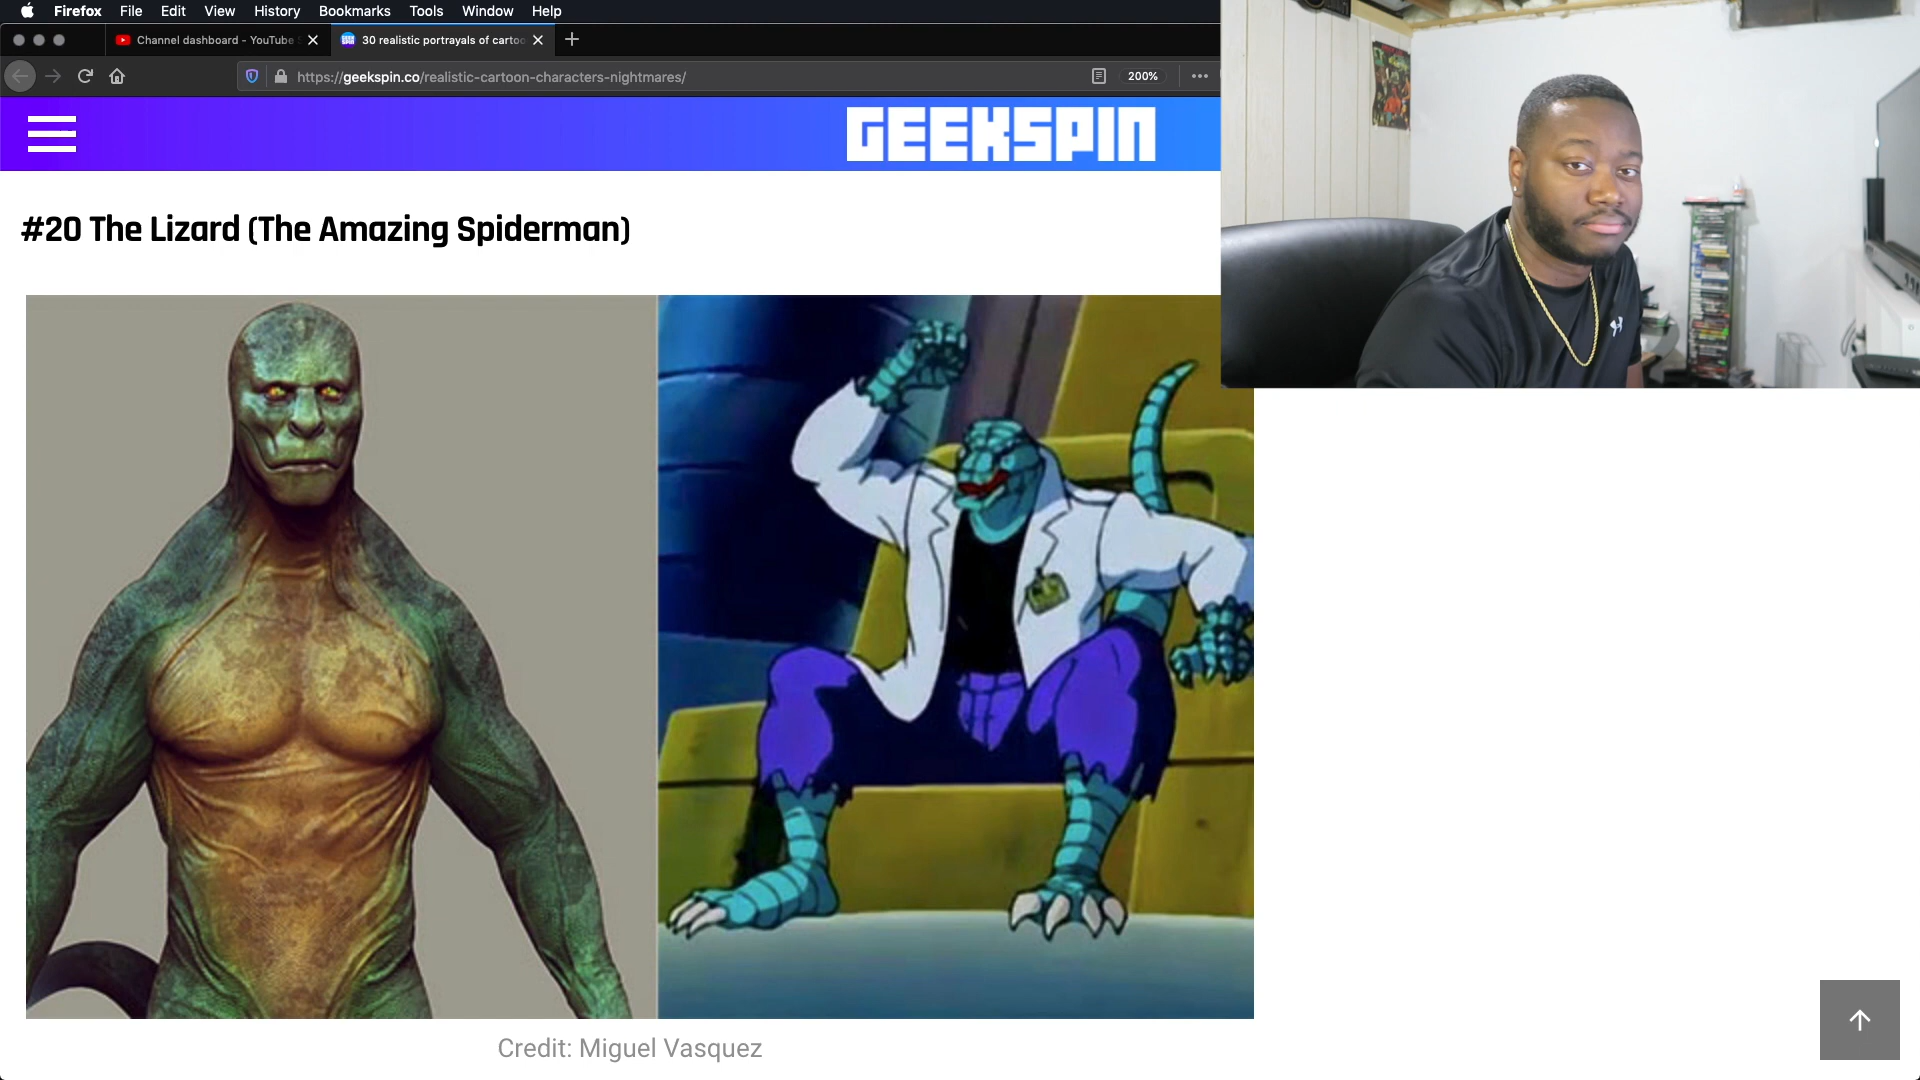 Firefox File Edit View History Bookmarks Tools Window Help
Channel dashboard - YouTube
30 realistic portrayals of cartoo
https://geekspin.co/realistic-cartoon-characters-nightmares/
200%
GEEKSPIN
#20 The Lizard (The Amazing Spiderman)
Credit: Miguel Vasquez